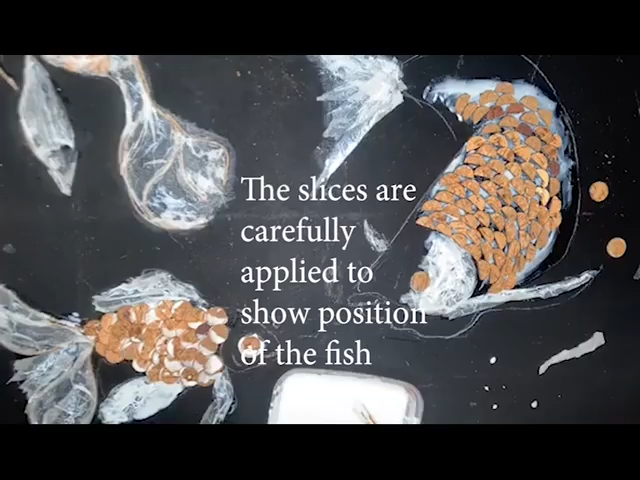 The slices are
carefully
applied to
show position
of the fish